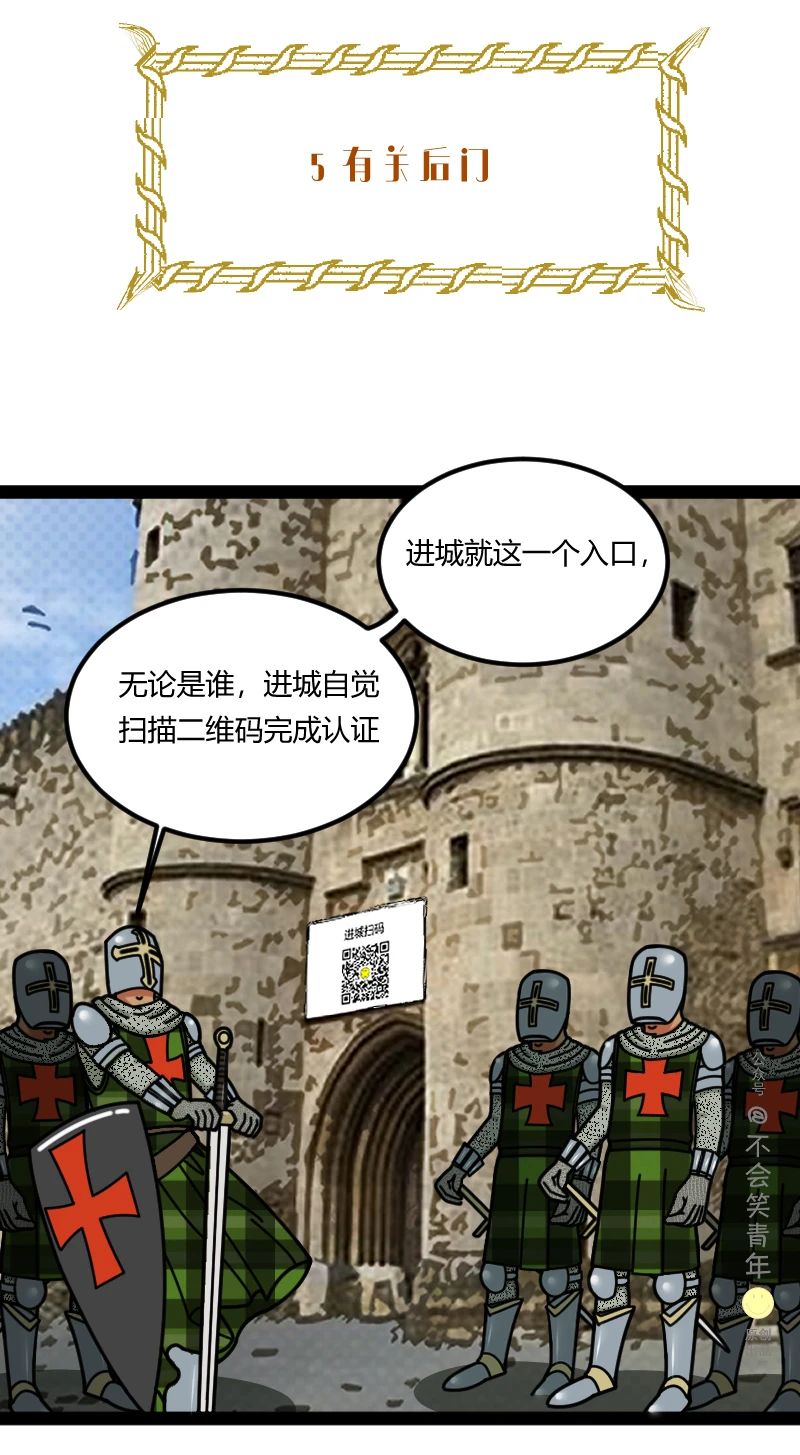 5 有关后门
进城就这一个入口，
无论是谁，进城自觉
扫描二维码完成认证
进城扫码
公众号
@不会笑青年
原创